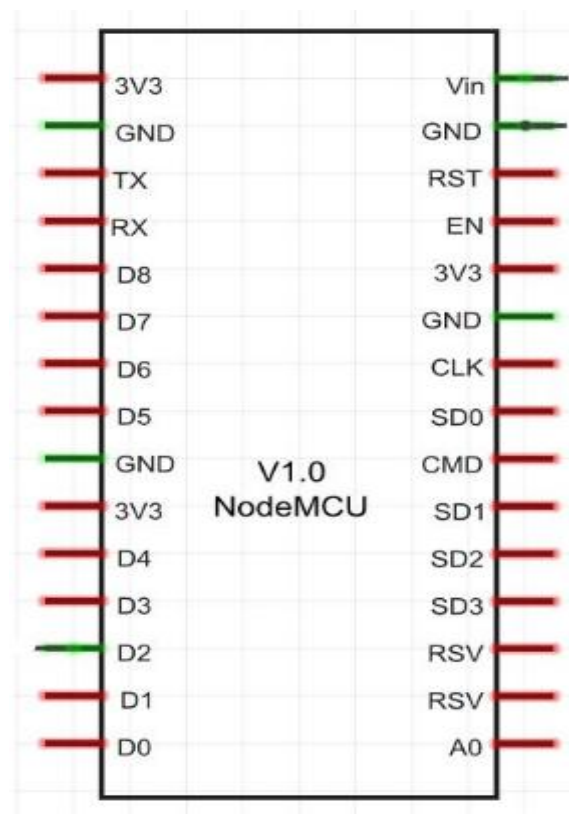 3V3
GND
TX
RX
D8
D7
D6
D5
GND
3V3
D4
D3
D2
D1
D0
V1.0
NodeMCU
Vin
GND
RST
EN
3V3
GND
CLK
SD0
CMD
SD1
SD2
SD3
RSV
RSV
A0